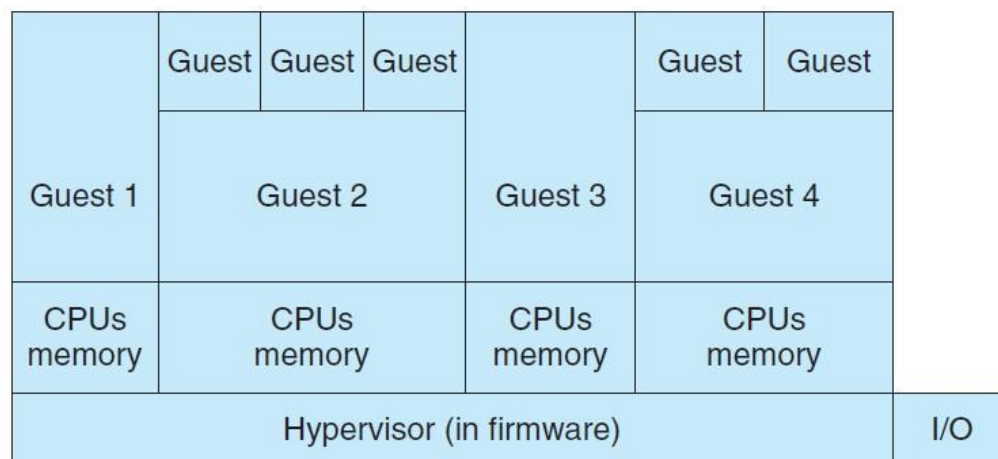 Guest Guest Guest Guest Guest
Guest 1 Guest 2 Guest 3 Guest 4
CPUs CPUs CPUs CPUs
memory memory memory memory
Hypervisor (in firmware) I/O